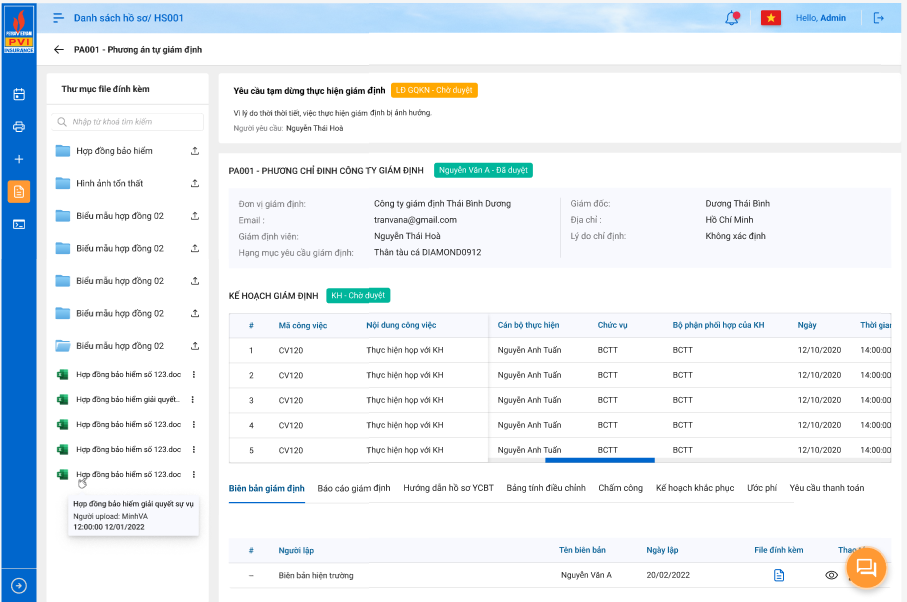 PETROVIETNAM
PVI
INSURANCE
Danh sách hồ sơ/ HS001
Hello, Admin
PA001 - Phương án tự giám định
Thư mục file đính kèm
Nhập từ khoá tìm kiếm
Hợp đồng bảo hiểm
Hình ảnh tổn thất
Biểu mẫu hợp đồng 02
Biểu mẫu hợp đồng 02
Biểu mẫu hợp đồng 02
Biểu mẫu hợp đồng 02
Biểu mẫu hợp đồng 02
Hợp đồng bảo hiểm số 123.doc
Hợp đồng bảo hiểm giải quyết..
Hợp đồng bảo hiểm số 123.doc
Hợp đồng bảo hiểm số 123.doc
Hợp đồng bảo hiểm số 123.doc
Hợp đồng bảo hiểm giải quyết sự vụ
Người upload: MinhVA
12:00:00 12/01/2022
Yêu cầu tạm dừng thực hiện giám định LĐ GQKN - Chờ duyệt
Vì lý do thời thời tiết, việc thực hiện giám định bị ảnh hưởng.
Người yêu cầu: Nguyễn Thái Hoà
PA001 - PHƯƠNG CHỈ ĐỊNH CÔNG TY GIÁM ĐỊNH Nguyễn Văn A - Đã duyệt
Đơn vị giám định: Công ty giám định Thái Bình Dương Giám đốc: Dương Thái Bình
Email : tranvana@gmail.com Địa chỉ : Hồ Chí Minh
Giám định viên: Nguyễn Thái Hoà Lý do chỉ định: Không xác định
Hạng mục yêu cầu giám định: Thân tàu cá DIAMOND0912
KẾ HOẠCH GIÁM ĐỊNH KH - Chờ duyệt
# Mã công việc Nội dung công việc Cán bộ thực hiện Chức vụ Bộ phận phối hợp của KH Ngày Thời gian
1 CV120 Thực hiện họp với KH Nguyễn Anh Tuấn BCTT BCTT 12/10/2020 14:00:00
2 CV120 Thực hiện họp với KH Nguyễn Anh Tuấn BCTT BCTT 12/10/2020 14:00:00
3 CV120 Thực hiện họp với KH Nguyễn Anh Tuấn BCTT BCTT 12/10/2020 14:00:00
4 CV120 Thực hiện họp với KH Nguyễn Anh Tuấn BCTT BCTT 12/10/2020 14:00:00
5 CV120 Thực hiện họp với KH Nguyễn Anh Tuấn BCTT BCTT 12/10/2020 14:00:00
Biên bản giám định Báo cáo giám định Hướng dẫn hồ sơ YCBT Bảng tính điều chỉnh Chấm công Kế hoạch khắc phục Ước phí Yêu cầu thanh toán
# Người lập Tên biên bản Ngày lập File đính kèm Thao
-- Biên bản hiện trường Nguyễn Văn A 20/02/2022